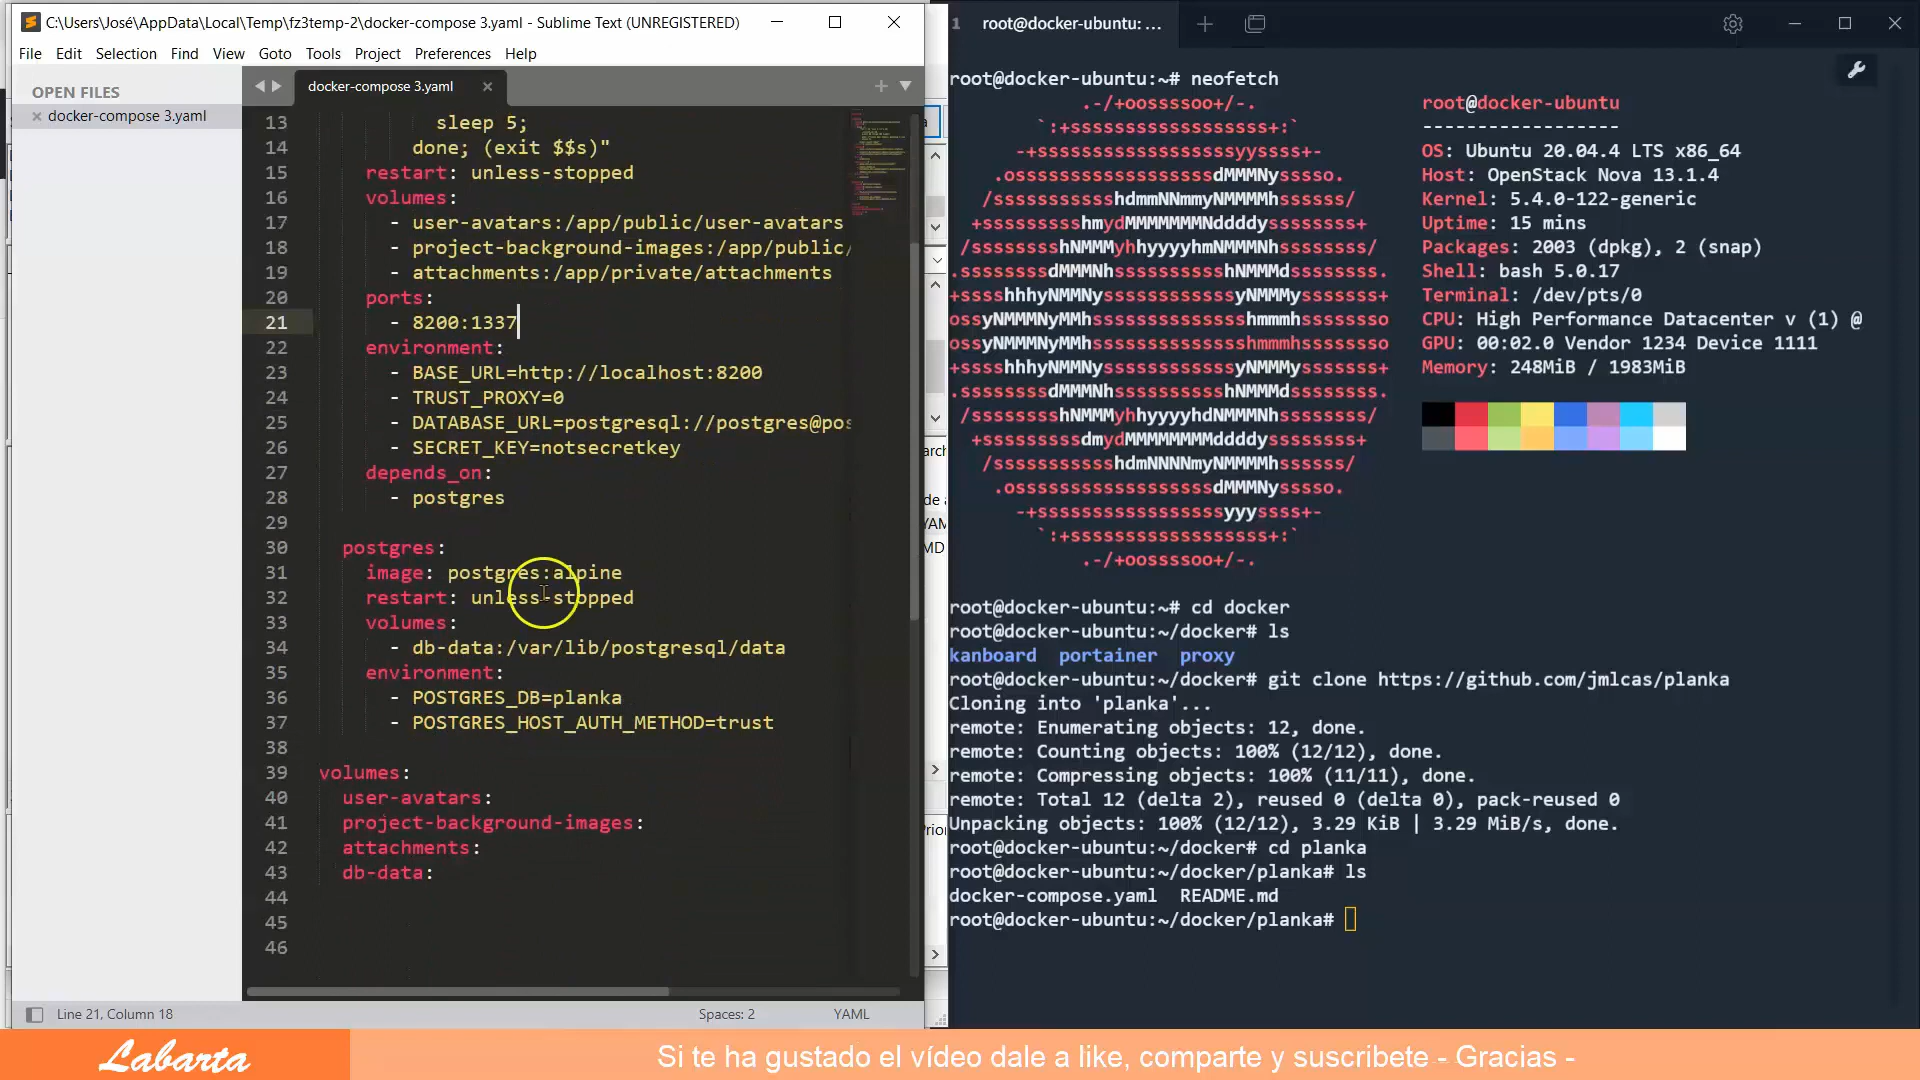 C:\Users\José\AppData\Local\Temp\fz3temp-2\docker-compose 3.yaml - Sublime Text (UNREGISTERED)
File Edit Selection Find View Goto Tools Project Preferences Help
OPEN FILES
docker-compose 3.yaml
docker-compose 3.yaml
13 sleep 5;
14 done; (exit $$s)"
15 restart: unless-stopped
16 volumes:
17 - user-avatars:/app/public/user-avatars
18 - project-background-images:/app/public/
19 - attachments:/app/private/attachments
20 ports:
21 - 8200:1337
22 environment:
23 - BASE_URL=http://localhost:8200
24 - TRUST_PROXY=0
25 - DATABASE_URL=postgresql://postgres@pos
26 - SECRET_KEY=notsecretkey
27 depends_on:
28 - postgres
29
30 postgres:
31 image: postgres:alpine
32 restart: unless-stopped
33 volumes:
34 - db-data:/var/lib/postgresql/data
35 environment:
36 - POSTGRES_DB=planka
37 - POSTGRES_HOST_AUTH_METHOD=trust
38
39 volumes:
40 user-avatars:
41 project-background-images:
42 attachments:
43 db-data:
44
45
46
Line 21, Column 18
Spaces: 2
YAML
1 root@docker-ubuntu: ...
root@docker-ubuntu:~# neofetch
root@docker-ubuntu
------------------
OS: Ubuntu 20.04.4 LTS x86_64
Host: OpenStack Nova 13.1.4
Kernel: 5.4.0-122-generic
Uptime: 15 mins
Packages: 2003 (dpkg), 2 (snap)
Shell: bash 5.0.17
Terminal: /dev/pts/0
CPU: High Performance Datacenter v (1) @
GPU: 00:02.0 Vendor 1234 Device 1111
Memory: 248MiB / 1983MiB
root@docker-ubuntu:~# cd docker
root@docker-ubuntu:~/docker# ls
kanboard portainer proxy
root@docker-ubuntu:~/docker# git clone https://github.com/jmlcas/planka
Cloning into 'planka'...
remote: Enumerating objects: 12, done.
remote: Counting objects: 100% (12/12), done.
remote: Compressing objects: 100% (11/11), done.
remote: Total 12 (delta 2), reused 0 (delta 0), pack-reused 0
Unpacking objects: 100% (12/12), 3.29 KiB | 3.29 MiB/s, done.
root@docker-ubuntu:~/docker# cd planka
root@docker-ubuntu:~/docker/planka# ls
docker-compose.yaml README.md
root@docker-ubuntu:~/docker/planka#
Labarta
Si te ha gustado el vídeo dale a like, comparte y suscribete - Gracias -